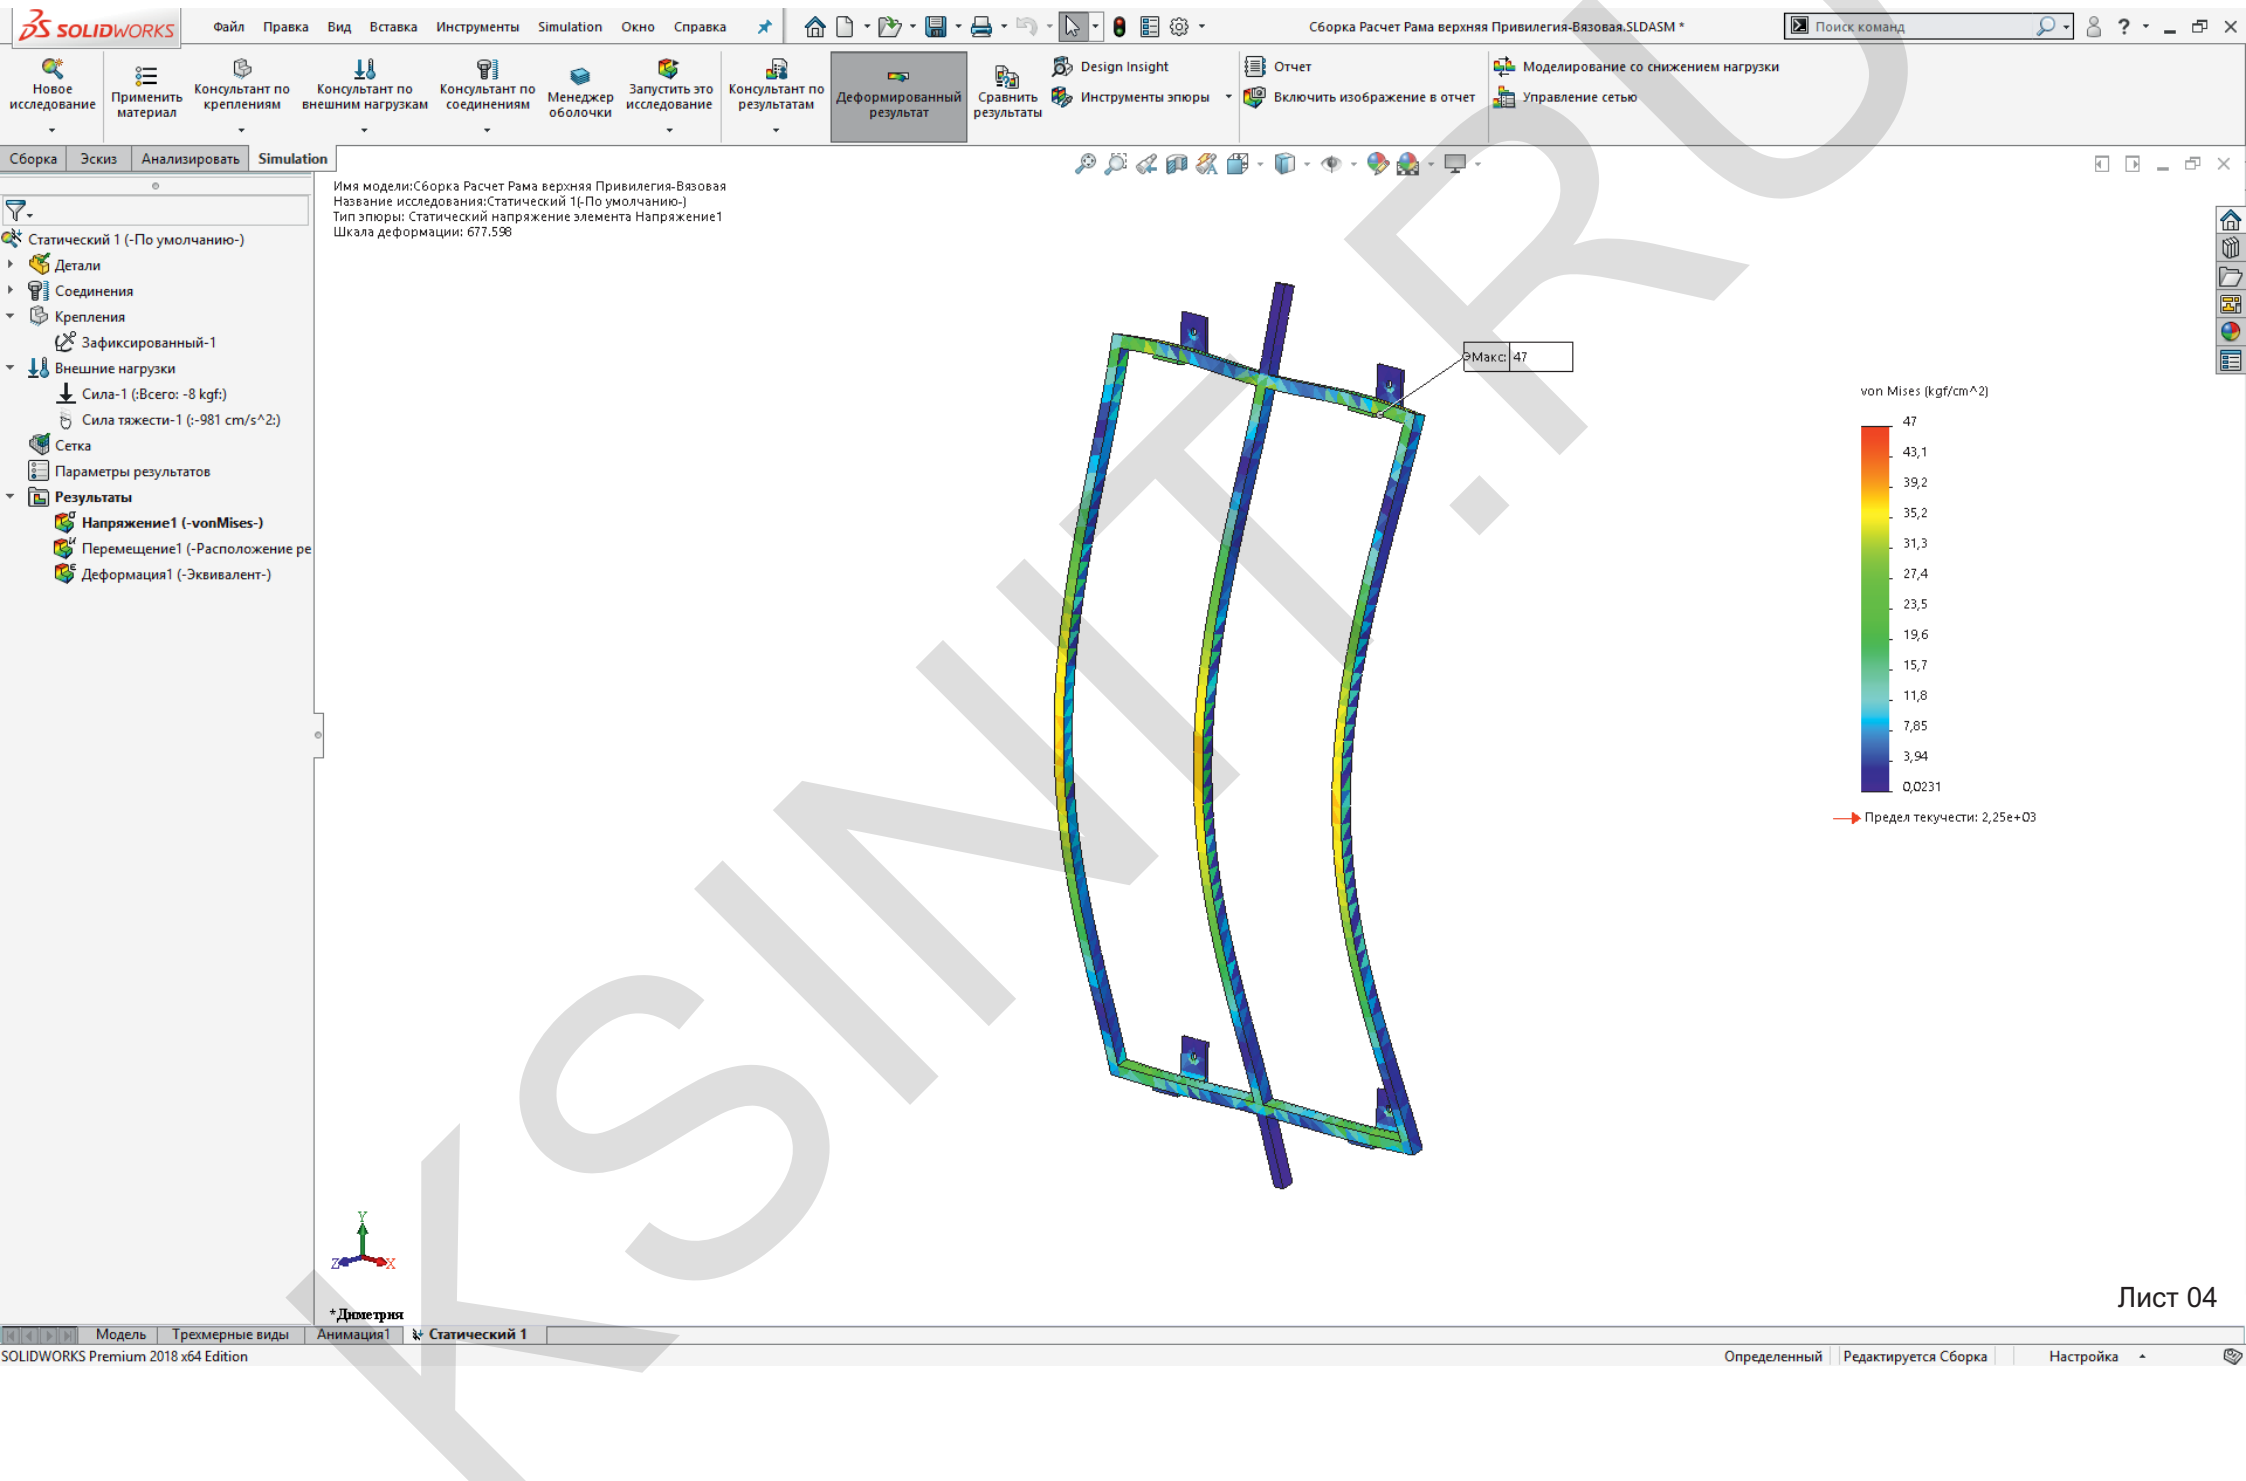 SOLIDWORKS
Файл Правка Вид Вставка Инструменты Simulation Окно Справка
Сборка Расчет Рама верхняя Привилегия-Вязовая.SLDASM *
Поиск команд
Новое исследование
Применить материал
Консультант по креплениям
Консультант по внешним нагрузкам
Консультант по соединениям
Менеджер оболочки
Запустить это исследование
Консультант по результатам
Деформированный результат
Сравнить результаты
Design Insight
Инструменты эпюры
Отчет
Включить изображение в отчет
Моделирование со снижением нагрузки
Управление сетью
Сборка Эскиз Анализировать Simulation
Имя модели:Сборка Расчет Рама верхняя Привилегия-Вязовая
Название исследования:Статический 1(-По умолчанию-)
Тип эпюры: Статический напряжение элемента Напряжение1
Шкала деформации: 677.598
Статический 1 (-По умолчанию-)
Детали
Соединения
Крепления
Зафиксированный-1
Внешние нагрузки
Сила-1 (:Всего: -8 kgf:)
Сила тяжести-1 (:-981 cm/s^2:)
Сетка
Параметры результатов
Результаты
Напряжение1 (-vonMises-)
Перемещение1 (-Расположение ре
Деформация1 (-Эквивалент-)
Макс: 47
von Mises (kgf/cm^2)
47
43,1
39,2
35,2
31,3
27,4
23,5
19,6
15,7
11,8
7,85
3,94
0,0231
Предел текучести: 2,25e+03
Y
Z X
*Диметрия
Лист 04
Модель Трехмерные виды Анимация1 Статический 1
SOLIDWORKS Premium 2018 x64 Edition
Определенный Редактируется Сборка Настройка
KSINIT.RU